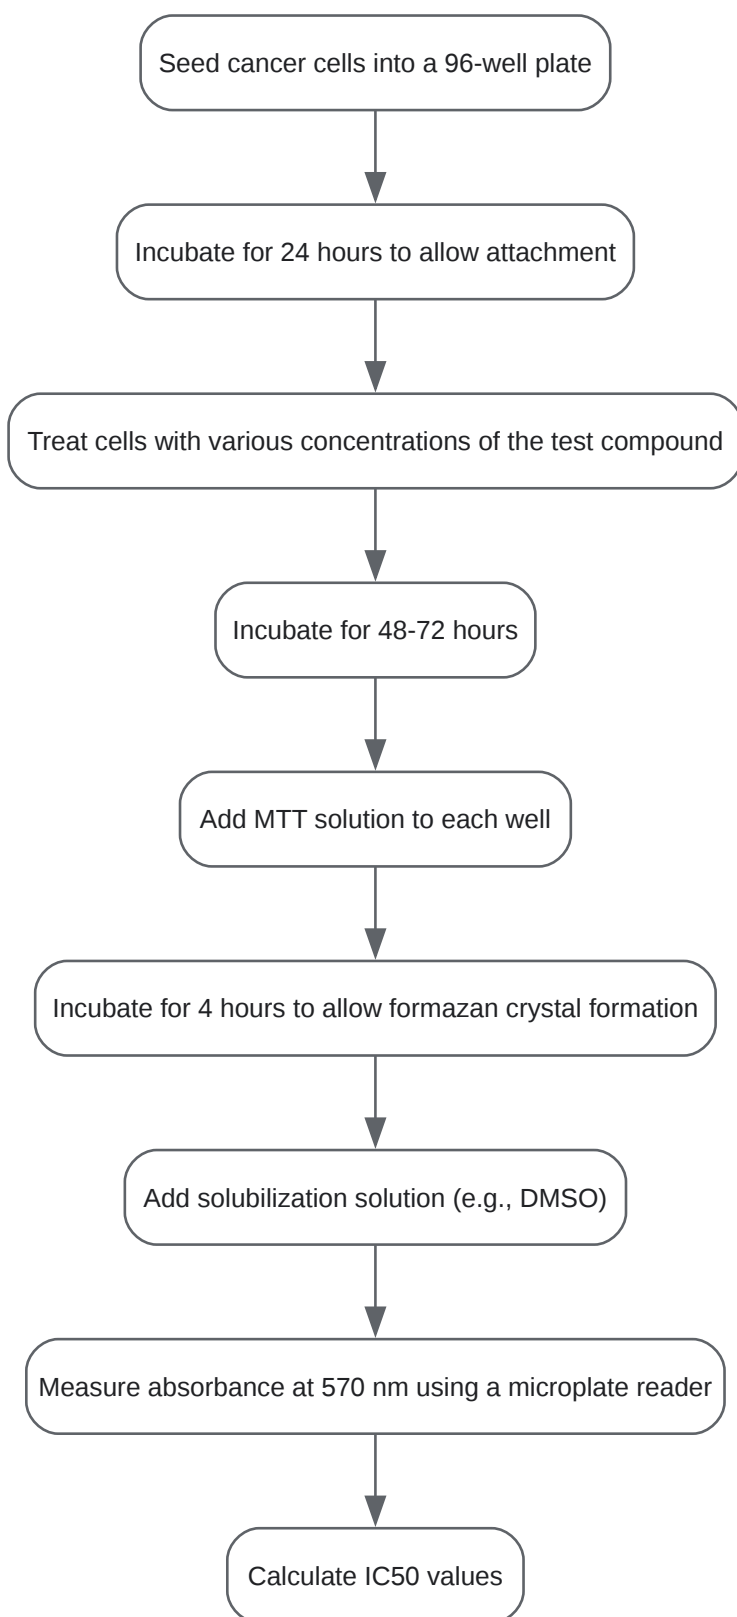 Seed cancer cells into a 96-well plate
Incubate for 24 hours to allow attachment
Treat cells with various concentrations of the test compound
Incubate for 48-72 hours
Add MTT solution to each well
Incubate for 4 hours to allow formazan crystal formation
Add solubilization solution (e.g., DMSO)
Measure absorbance at 570 nm using a microplate reader
Calculate IC50 values